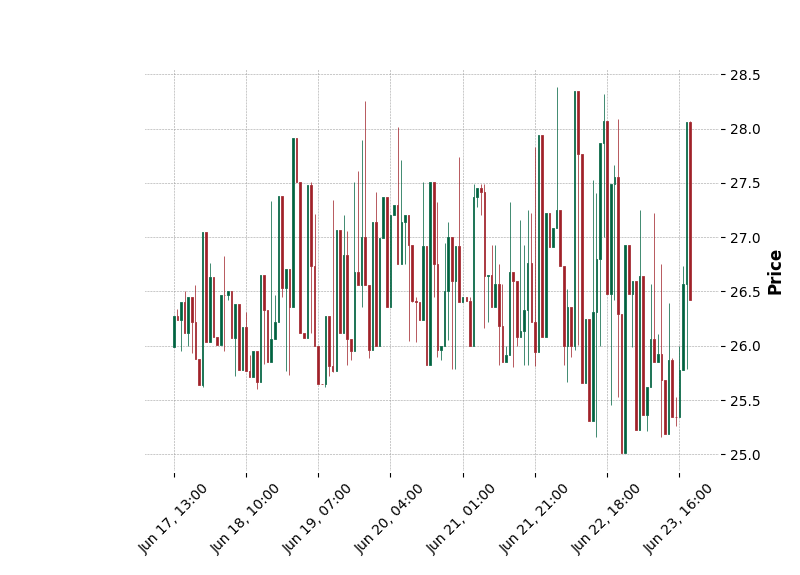 28.5
28.0
27.5
27.0
26.5
26.0
25.5
25.0
Price
Jun 17, 13:00
Jun 18, 10:00
Jun 19, 07:00
Jun 20, 04:00
Jun 21, 01:00
Jun 21, 21:00
Jun 22, 18:00
Jun 23, 16:00